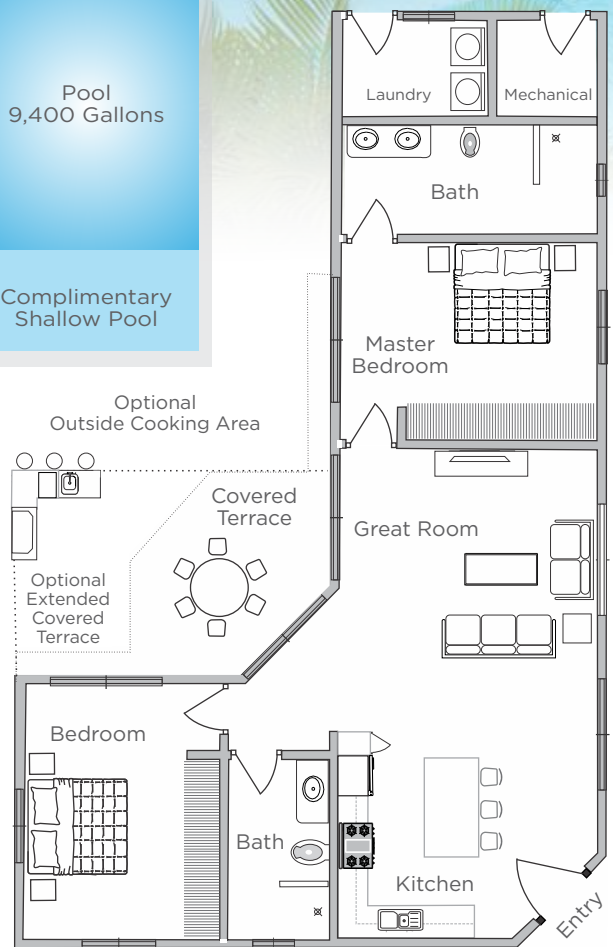 Pool
9,400 Gallons
Complimentary
Shallow Pool
Laundry
Mechanical
Bath
Master
Bedroom
Optional
Outside Cooking Area
Covered
Terrace
Great Room
Optional
Extended
Covered
Terrace
Bedroom
Bath
Kitchen
Entry